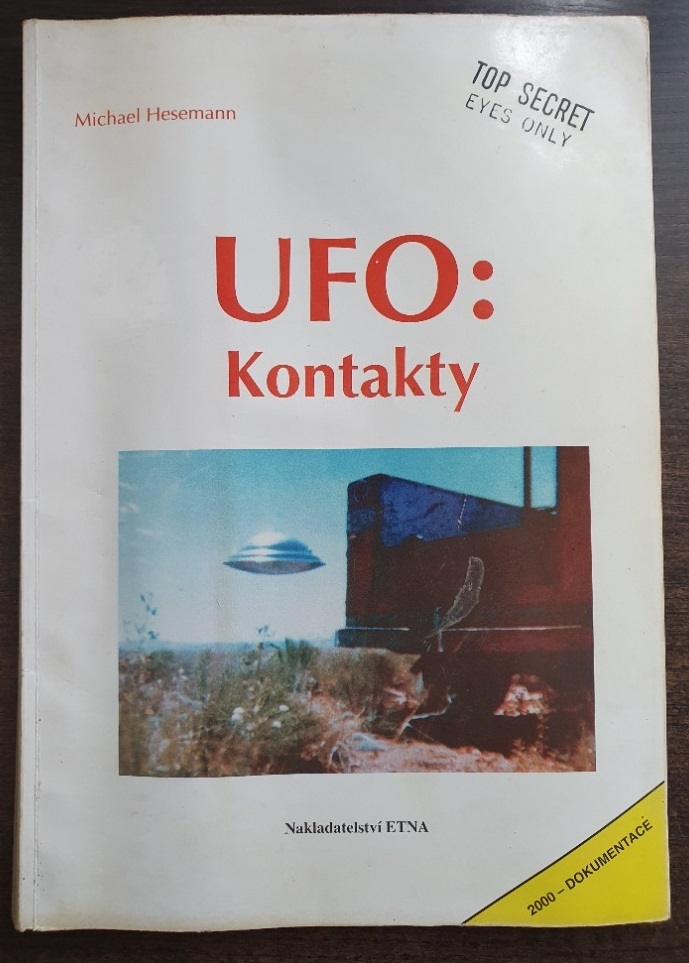 Michael Hesemann
TOP SECRET
EYES ONLY
UFO:
Kontakty
Nakladatelství ETNA
2000 – DOKUMENTACE